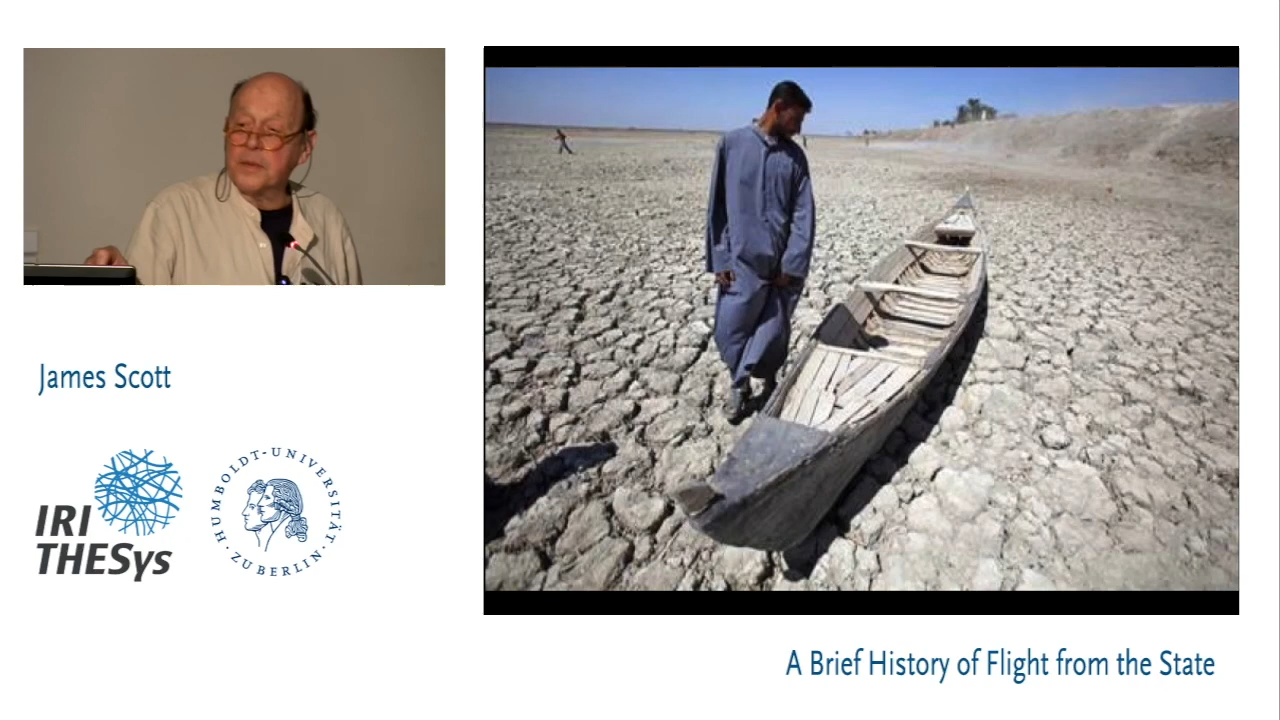 James Scott
IRI
THESys
HUMBOLDT-UNIVERSITÄT
· ZU BERLIN ·
A Brief History of Flight from the State